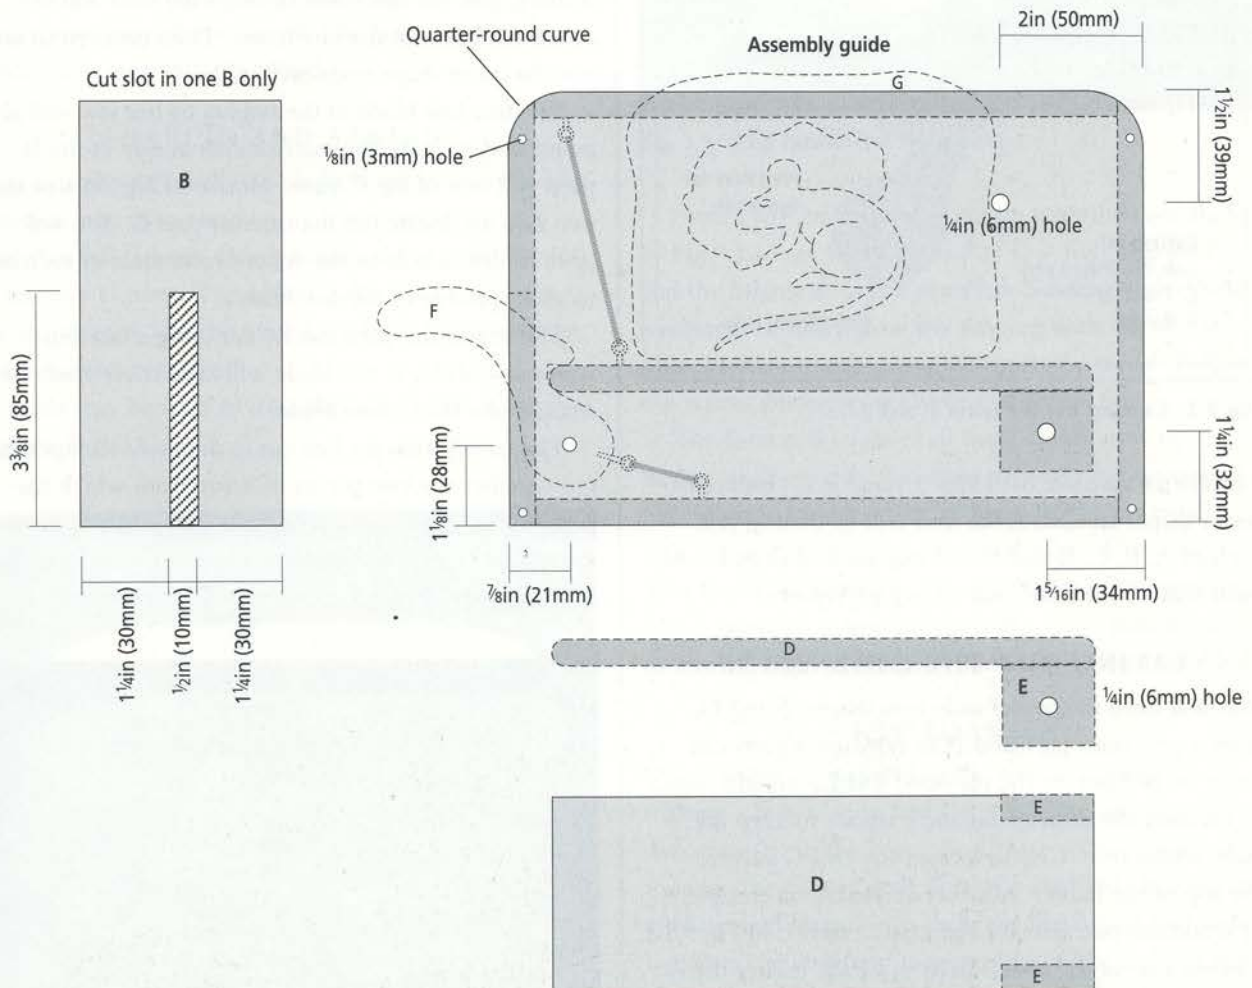 Quarter-round curve
Assembly guide
2in (50mm)
Cut slot in one B only
G
1½in (39mm)
⅛in (3mm) hole
B
¼in (6mm) hole
F
3⅜in (85mm)
1⅛in (28mm)
1¼in (32mm)
⅞in (21mm)
1⁵⁄₁₆in (34mm)
1¼in (30mm)
½in (10mm)
1¼in (30mm)
D
E
¼in (6mm) hole
E
D
E